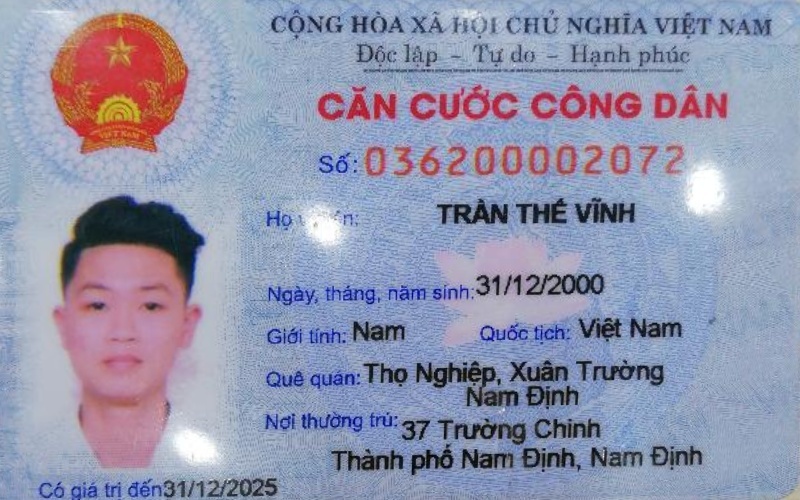 CỘNG HÒA XÃ HỘI CHỦ NGHĨA VIỆT NAM
Độc lập – Tự do – Hạnh phúc
CĂN CƯỚC CÔNG DÂN
VIỆT NAM
Số: 036200002072
Họ tên: TRẦN THẾ VĨNH
Ngày, tháng, năm sinh: 31/12/2000
Giới tính: Nam Quốc tịch: Việt Nam
Quê quán: Thọ Nghiệp, Xuân Trường
Nam Định
Nơi thường trú: 37 Trường Chinh
Thành phố Nam Định, Nam Định
Có giá trị đến 31/12/2025